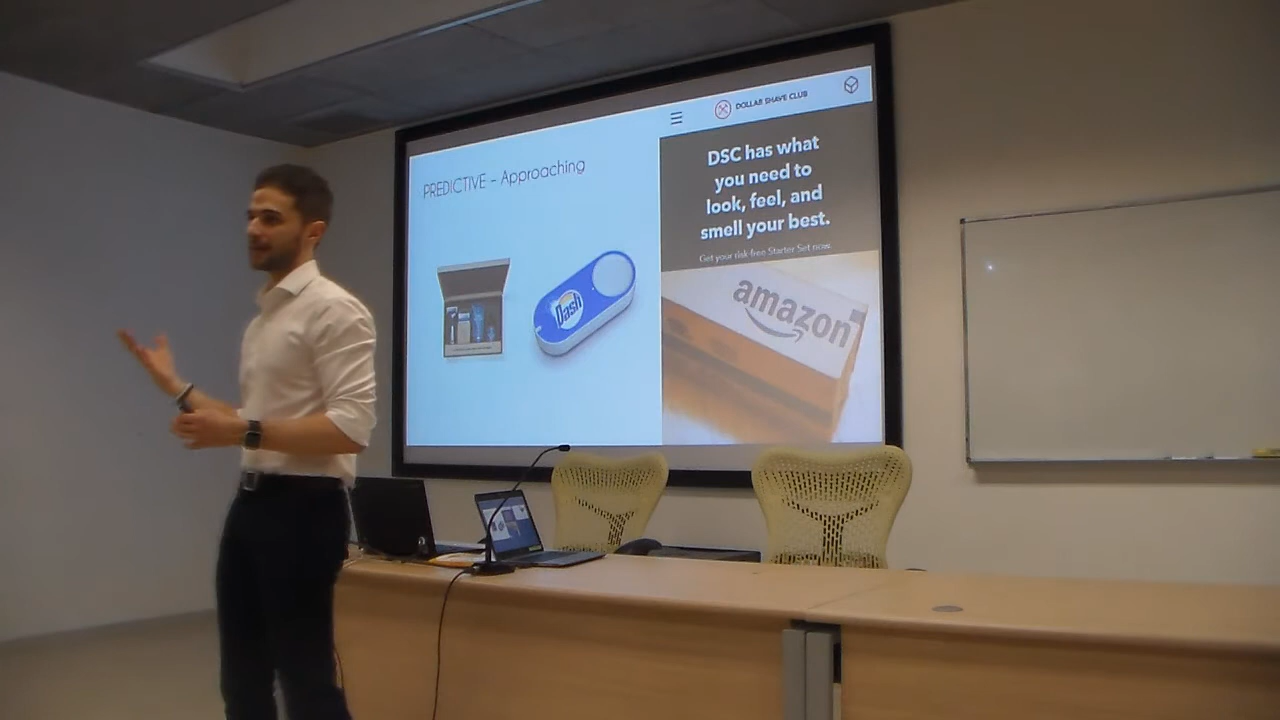 PREDICTIVE – Approaching
Dash
DOLLAR SHAVE CLUB
DSC has what
you need to
look, feel, and
smell your best.
Get your risk-free Starter Set now.
amazon